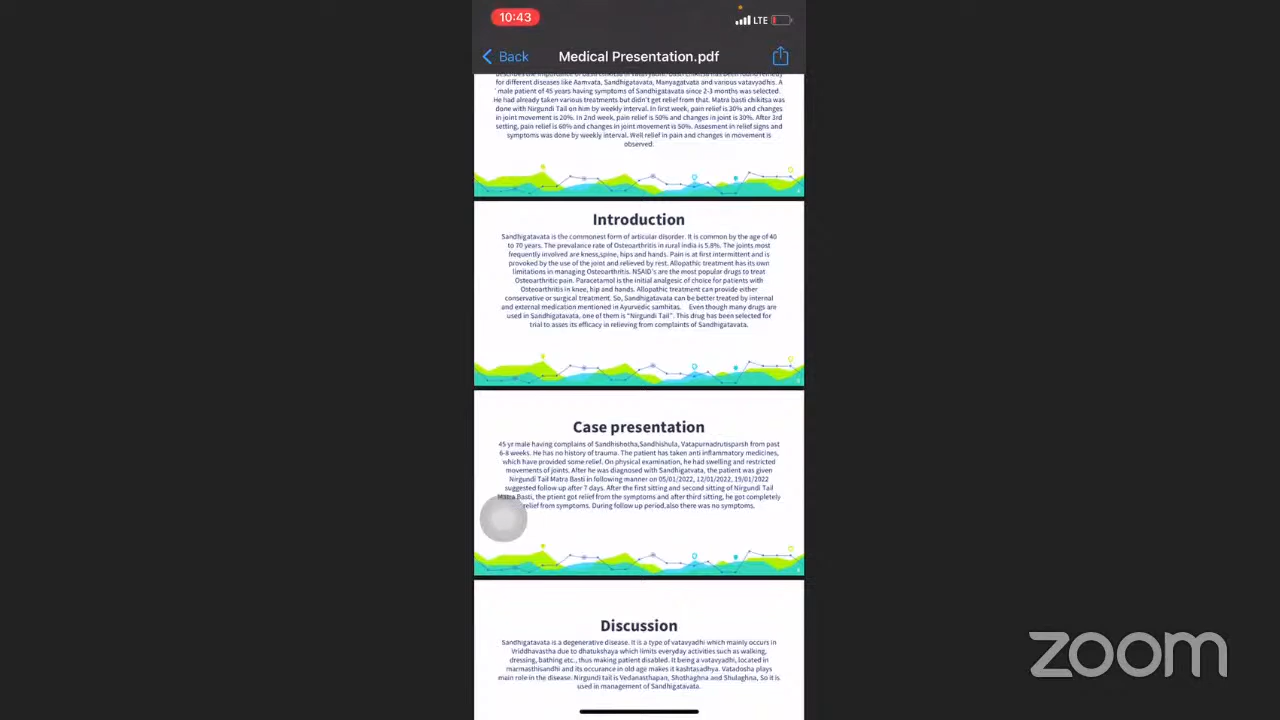 10:43
LTE
Back
Medical Presentation.pdf
for different diseases like Aamvata, Sandhigatavata, Manyagatvata and various vatavyadhis. A
male patient of 45 years having symptoms of Sandhigatavata since 2-3 months was selected.
He had already taken various treatments but didn't get relief from that. Matra basti chikitsa was
done with Nirgundi Tail on him by weekly interval. In first week, pain relief is 30% and changes
in joint movement is 20%. In 2nd week, pain relief is 50% and changes in joint is 30%. After 3rd
setting, pain relief is 60% and changes in joint movement is 50%. Assesment in relief signs and
symptoms was done by weekly interval. Well relief in pain and changes in movement is
observed.
Introduction
Sandhigatavata is the commonest form of articular disorder. It is common by the age of 40
to 70 years. The prevalance rate of Osteoarthritis in rural india is 5.8%. The joints most
frequently involved are kness,spine, hips and hands. Pain is at first intermittent and is
provoked by the use of the joint and relieved by rest. Allopathic treatment has its own
limitations in managing Osteoarthritis. NSAID's are the most popular drugs to treat
Osteoarthritic pain. Paracetamol is the initial analgesic of choice for patients with
Osteoarthritis in knee, hip and hands. Allopathic treatment can provide either
conservative or surgical treatment. So, Sandhigatavata can be better treated by internal
and external medication mentioned in Ayurvedic samhitas. Even though many drugs are
used in Sandhigatavata, one of them is "Nirgundi Tail". This drug has been selected for
trial to asses its efficacy in relieving from complaints of Sandhigatavata.
Case presentation
45 yr male having complains of Sandhishotha,Sandhishula, Vatapurnadrutisparsh from past
6-8 weeks. He has no history of trauma. The patient has taken anti inflammatory medicines,
which have provided some relief. On physical examination, he had swelling and restricted
movements of joints. After he was diagnosed with Sandhigatvata, the patient was given
Nirgundi Tail Matra Basti in following manner on 05/01/2022, 12/01/2022, 19/01/2022
suggested follow up after 7 days. After the first sitting and second sitting of Nirgundi Tail
Matra Basti, the ptient got relief from the symptoms and after third sitting, he got completely
relief from symptoms. During follow up period,also there was no symptoms.
Discussion
Sandhigatavata is a degenerative disease. It is a type of vatavyadhi which mainly occurs in
Vriddhavastha due to dhatukshaya which limits everyday activities such as walking,
dressing, bathing etc., thus making patient disabled. It being a vatavyadhi, located in
marmasthisandhi and its occurance in old age makes it kashtasadhya. Vatadosha plays
main role in the disease. Nirgundi tail is Vedanasthapan, Shothaghna and Shulaghna, So it is
used in management of Sandhigatavata.
zoom